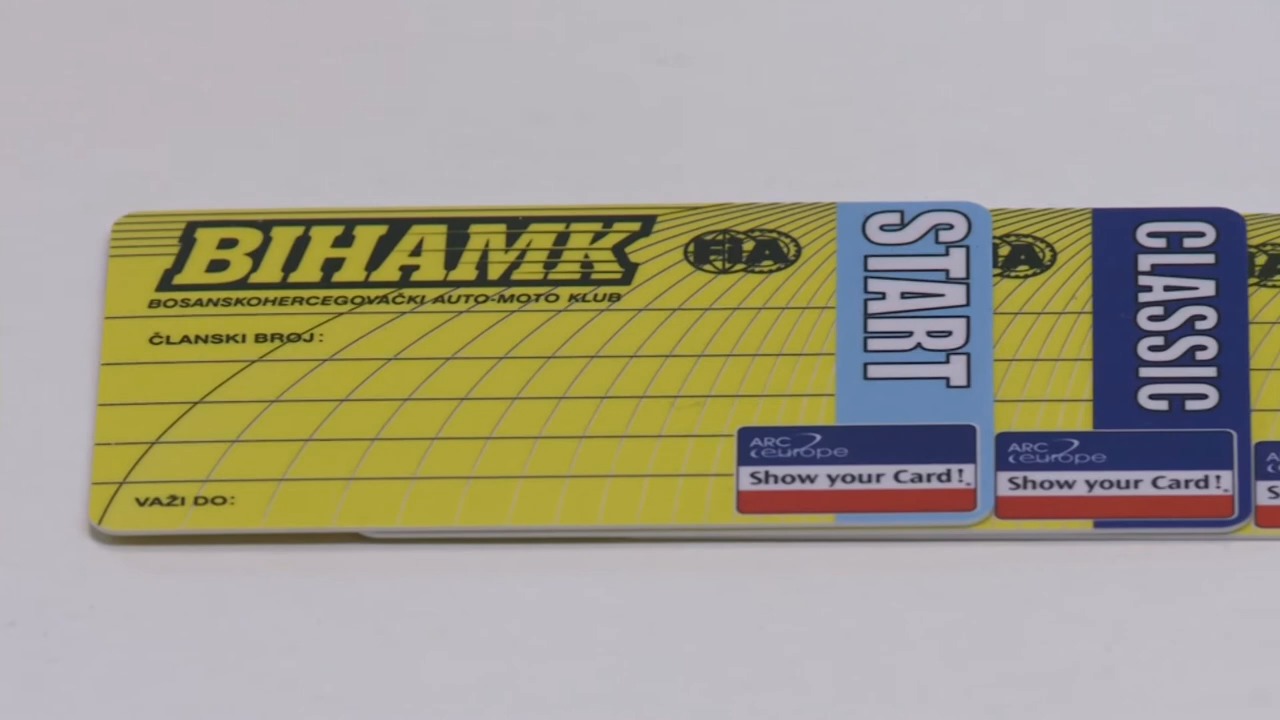 BIHAMK
BOSANSKOHERCEGOVAČKI AUTO-MOTO KLUB
FIA
ČLANSKI BROJ:
VAŽI DO:
START
ARC europe
Show your Card!
CLASSIC
ARC europe
Show your Card!